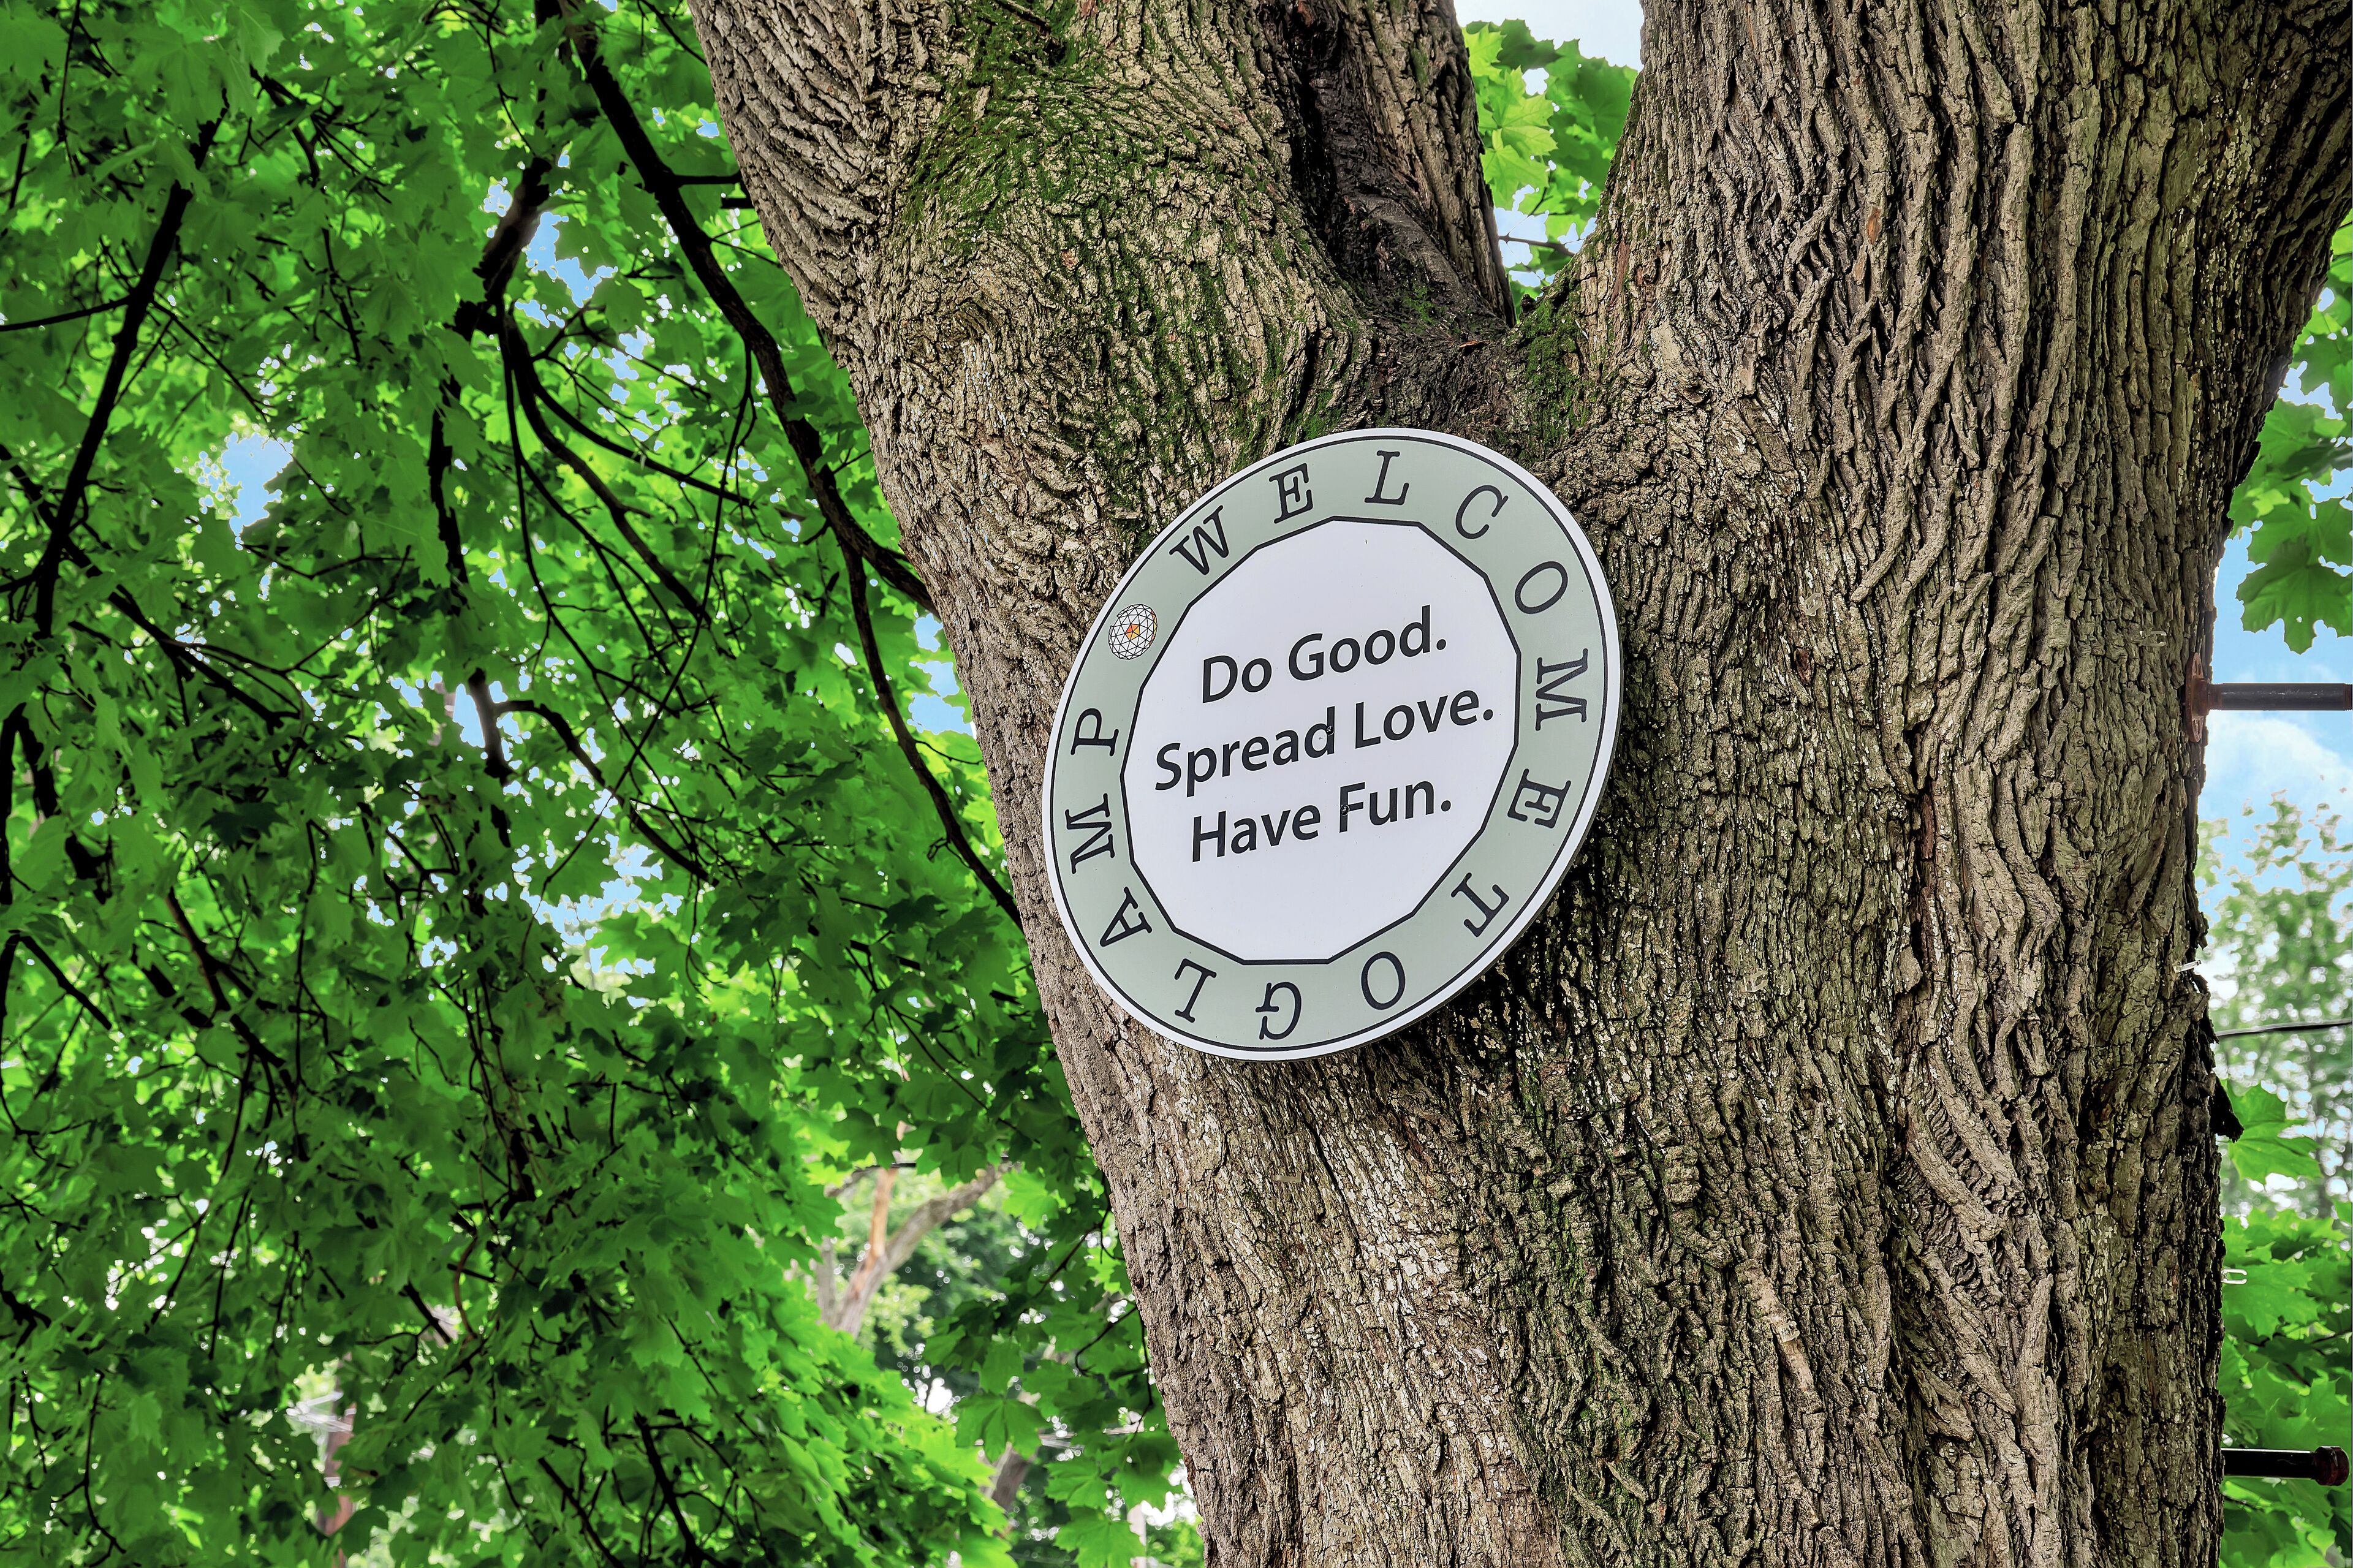 WELCOME TO GLAMP
Do Good.
Spread Love.
Have Fun.